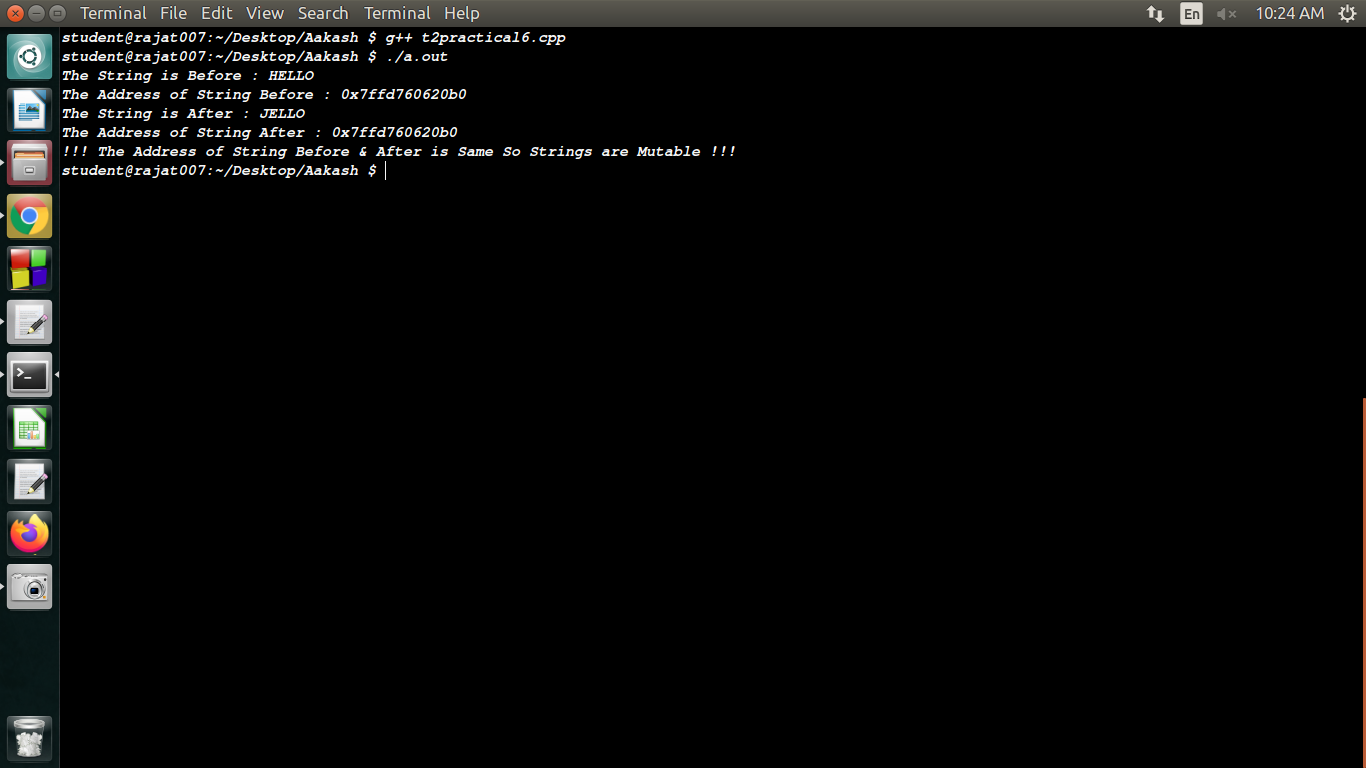 Terminal File Edit View Search Terminal Help En 10:24 AM
student@rajat007:~/Desktop/Aakash $ g++ t2practical6.cpp
student@rajat007:~/Desktop/Aakash $ ./a.out
The String is Before : HELLO
The Address of String Before : 0x7ffd760620b0
The String is After : JELLO
The Address of String After : 0x7ffd760620b0
!!! The Address of String Before & After is Same So Strings are Mutable !!!
student@rajat007:~/Desktop/Aakash $